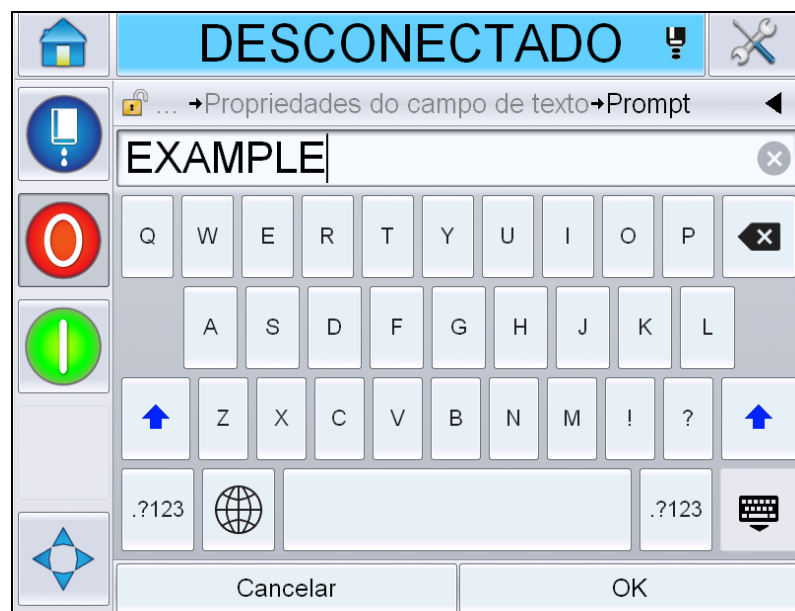 DESCONECTADO
... →Propriedades do campo de texto→Prompt
EXAMPLE
Q W E R T Y U I O P
A S D F G H J K L
Z X C V B N M ! ?
.?123 .?123
Cancelar OK